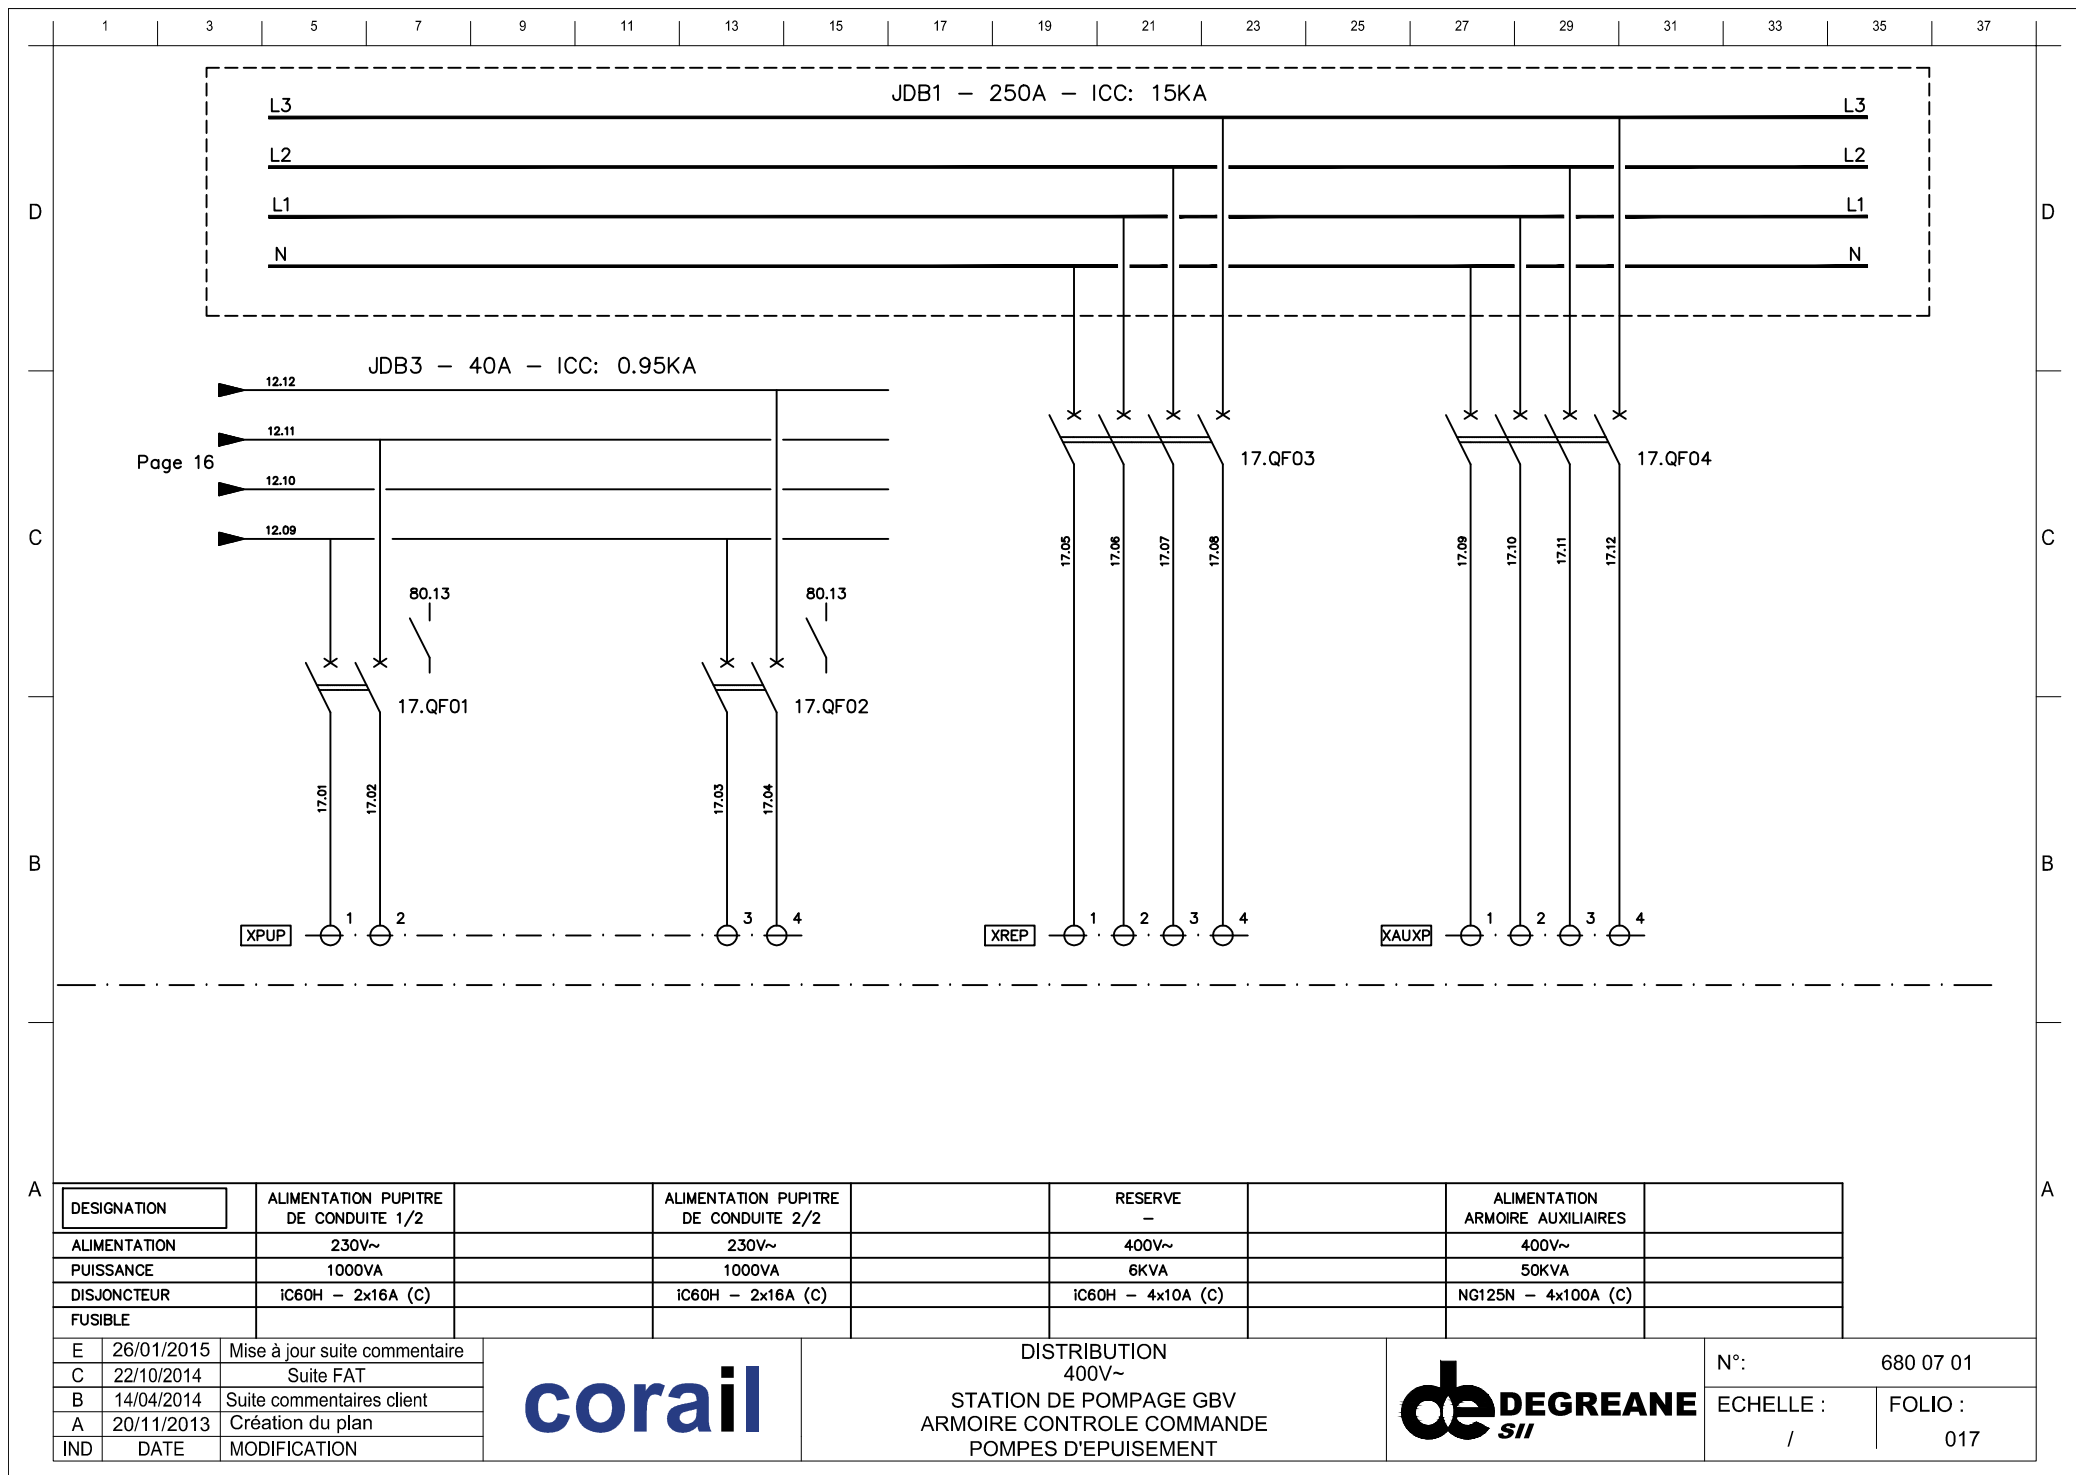 1 3 5 7 9 11 13 15 17 19 21 23 25 27 29 31 33 35 37
JDB1 – 250A – ICC: 15KA
L3 L3
L2 L2
L1 L1
N N
D D
JDB3 – 40A – ICC: 0.95KA
12.12
12.11
Page 16
12.10
12.09
17.QF03 17.QF04
C C
17.05 17.06 17.07 17.08 17.09 17.10 17.11 17.12
80.13 80.13
17.QF01 17.QF02
17.01 17.02 17.03 17.04
B B
XPUP 1 2 3 4 XREP 1 2 3 4 XAUXP 1 2 3 4
A A
DESIGNATION ALIMENTATION PUPITRE ALIMENTATION PUPITRE RESERVE ALIMENTATION
DE CONDUITE 1/2 DE CONDUITE 2/2 – ARMOIRE AUXILIAIRES
ALIMENTATION 230V~ 230V~ 400V~ 400V~
PUISSANCE 1000VA 1000VA 6KVA 50KVA
DISJONCTEUR iC60H – 2x16A (C) iC60H – 2x16A (C) iC60H – 4x10A (C) NG125N – 4x100A (C)
FUSIBLE
E 26/01/2015 Mise à jour suite commentaire
C 22/10/2014 Suite FAT
B 14/04/2014 Suite commentaires client
A 20/11/2013 Création du plan
IND DATE MODIFICATION
corail
DISTRIBUTION
400V~
STATION DE POMPAGE GBV
ARMOIRE CONTROLE COMMANDE
POMPES D'EPUISEMENT
de DEGREANE
SII
N°: 680 07 01
ECHELLE : FOLIO :
/ 017